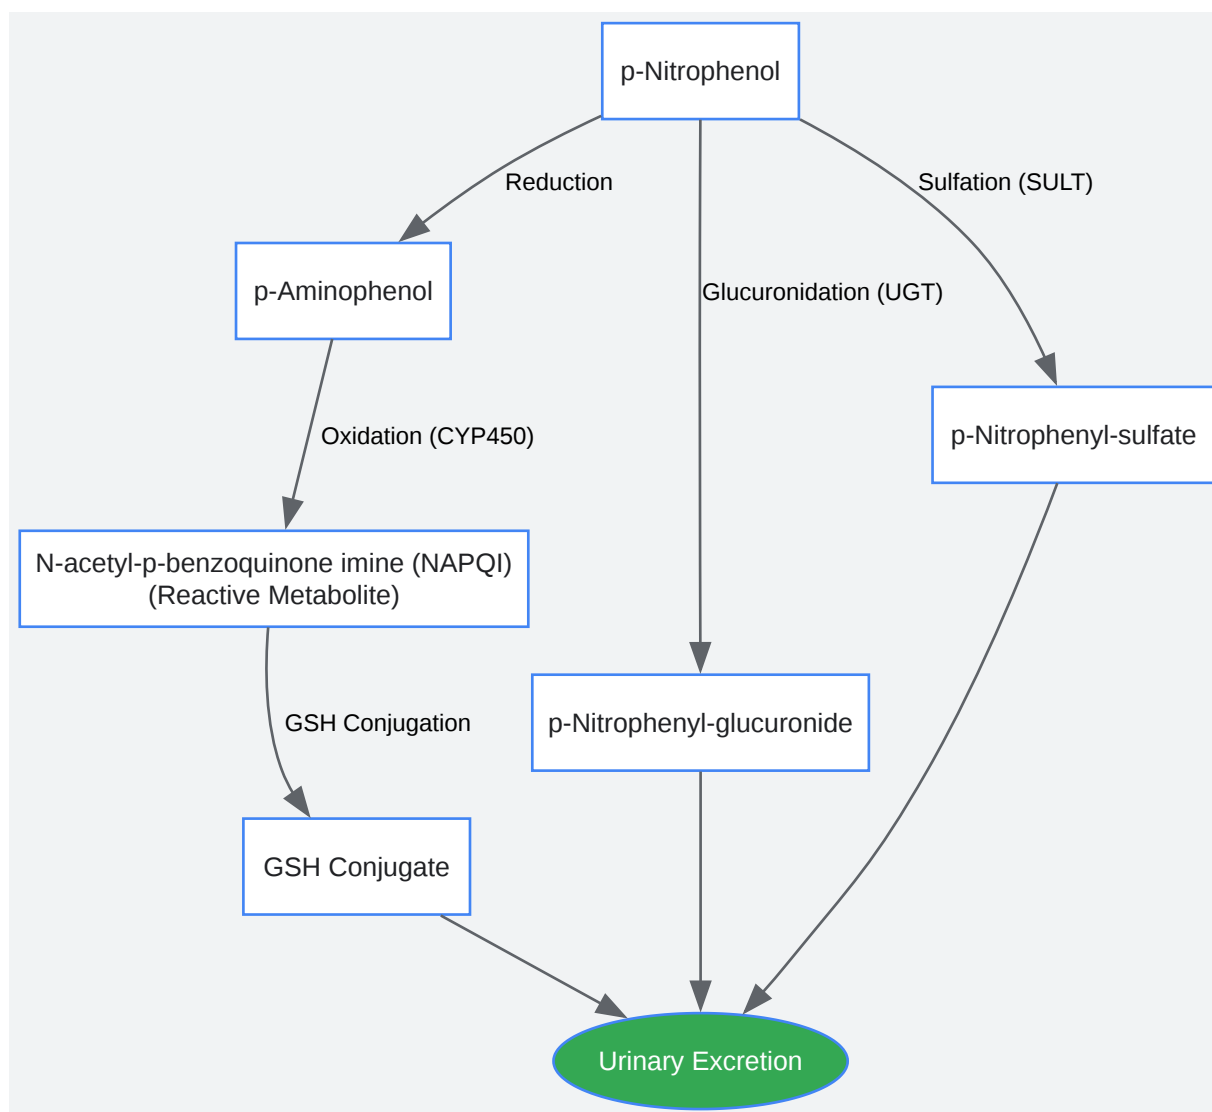 p-Nitrophenol
Reduction
Sulfation (SULT)
p-Aminophenol
Glucuronidation (UGT)
Oxidation (CYP450)
p-Nitrophenyl-sulfate
N-acetyl-p-benzoquinone imine (NAPQI)
(Reactive Metabolite)
GSH Conjugation
p-Nitrophenyl-glucuronide
GSH Conjugate
Urinary Excretion